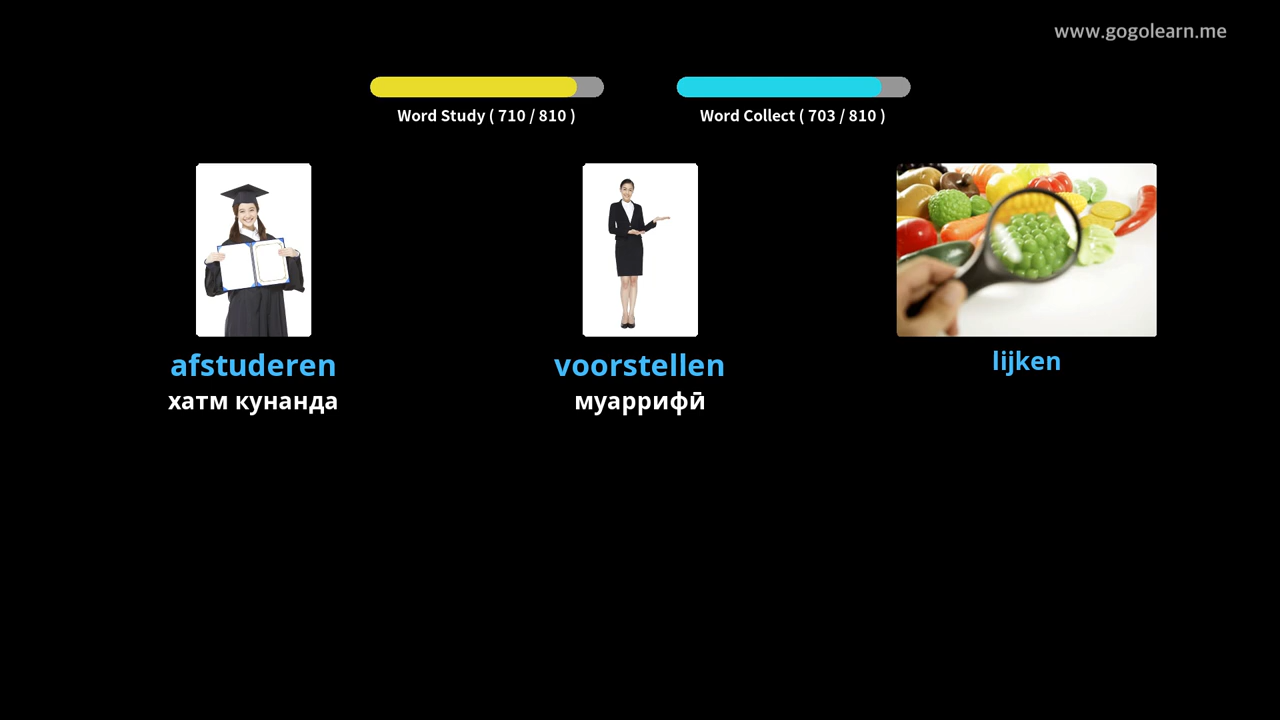 www.gogolearn.me
Word Study ( 710 / 810 )
Word Collect ( 703 / 810 )
afstuderen
хатм кунанда
voorstellen
муаррифӣ
lijken